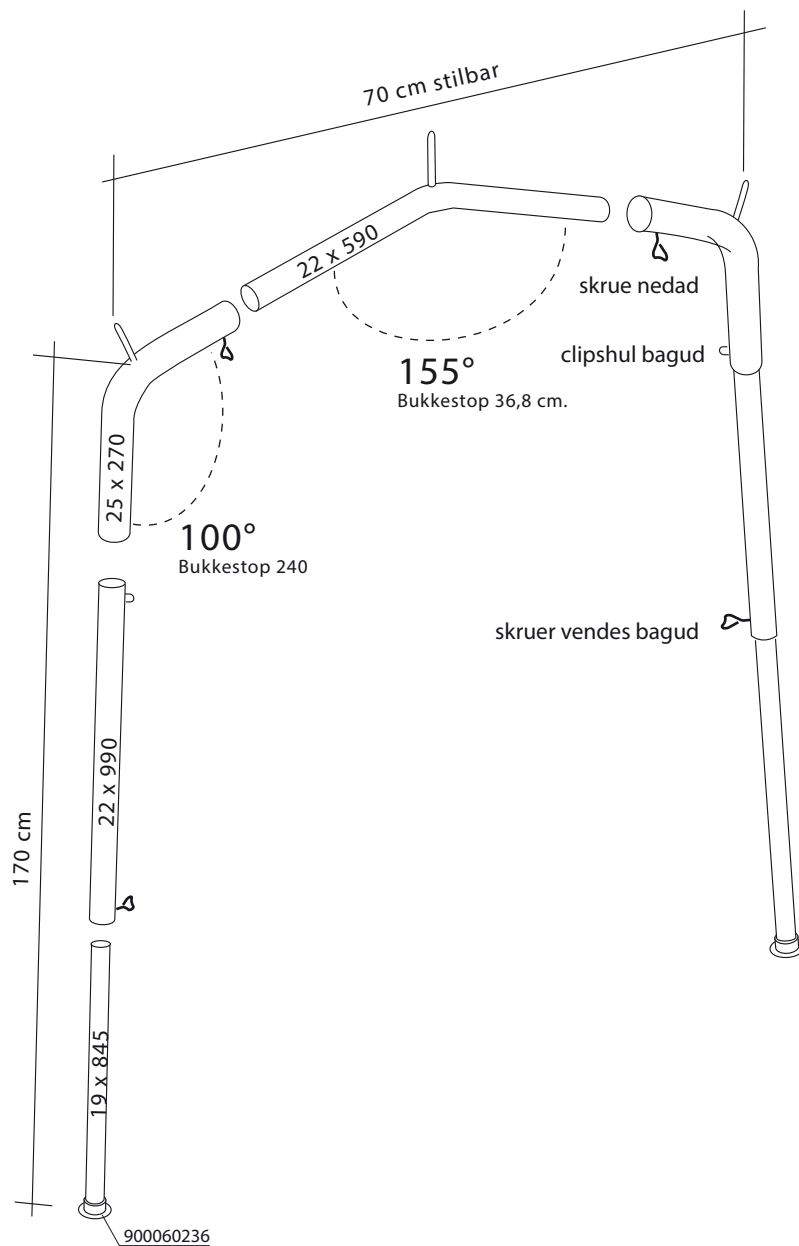 70 cm stilbar
22 x 590
skrue nedad
clipshul bagud
155°
Bukkestop 36,8 cm.
25 x 270
100°
Bukkestop 240
skruer vendes bagud
22 x 990
170 cm
19 x 845
900060236